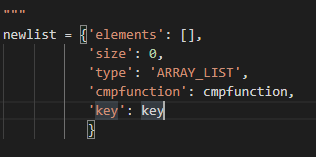 """
newlist = {'elements': [],
'size': 0,
'type': 'ARRAY_LIST',
'cmpfunction': cmpfunction,
'key': key
}